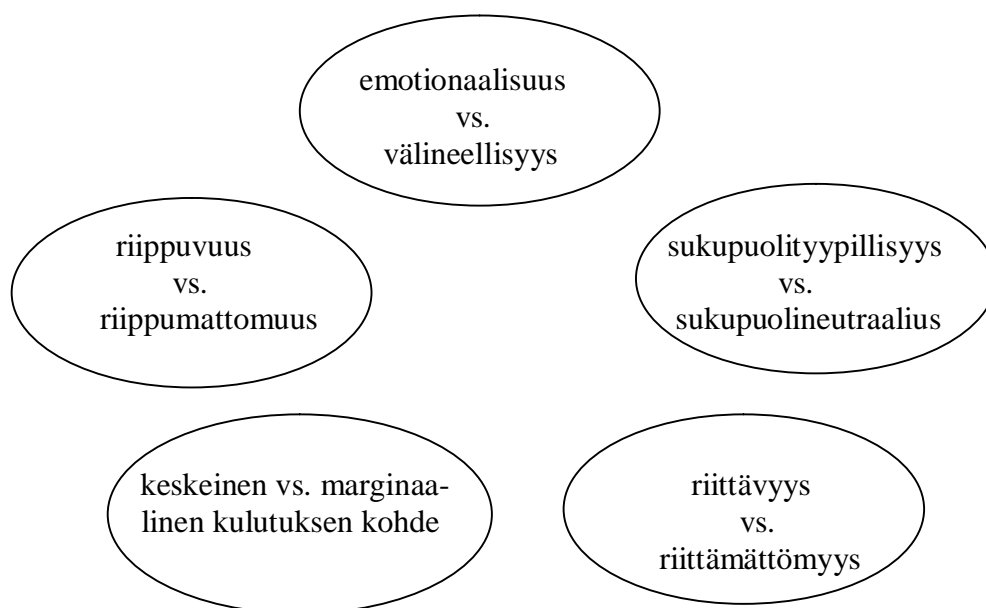 emotionaalisuus
vs.
välineellisyys
riippuvuus
vs.
riippumattomuus
sukupuolityypillisyys
vs.
sukupuolineutraalius
keskeinen vs. marginaa-
linen kulutuksen kohde
riittävyys
vs.
riittämättömyys